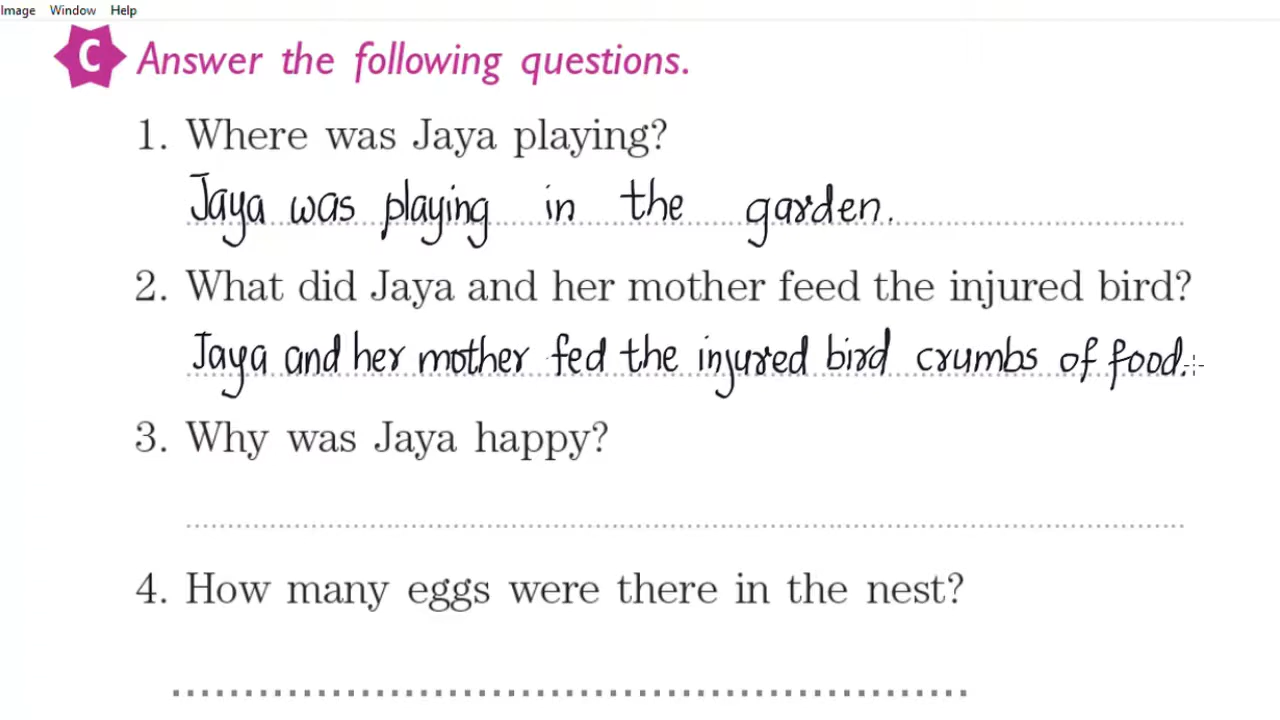 Image Window Help
C Answer the following questions.
1. Where was Jaya playing?
Jaya was playing in the garden.
2. What did Jaya and her mother feed the injured bird?
Jaya and her mother fed the injured bird crumbs of food.
3. Why was Jaya happy?
4. How many eggs were there in the nest?